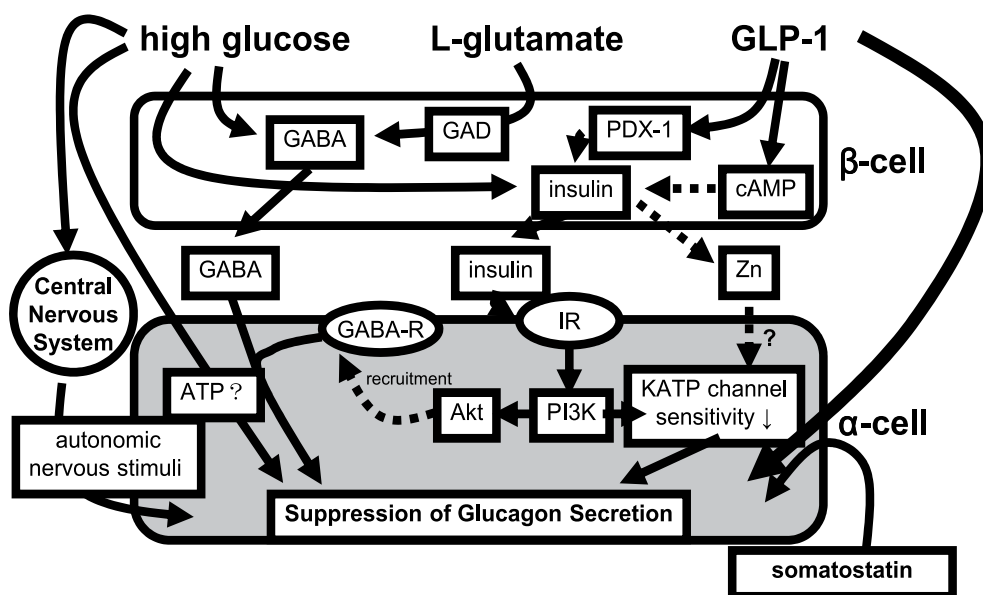 high glucose
L-glutamate
GLP-1
GABA
GAD
PDX-1
insulin
cAMP
β-cell
GABA
insulin
Zn
Central
Nervous
System
GABA-R
IR
?
ATP ?
recruitment
Akt
PI3K
KATP channel
sensitivity ↓
α-cell
autonomic
nervous stimuli
Suppression of Glucagon Secretion
somatostatin